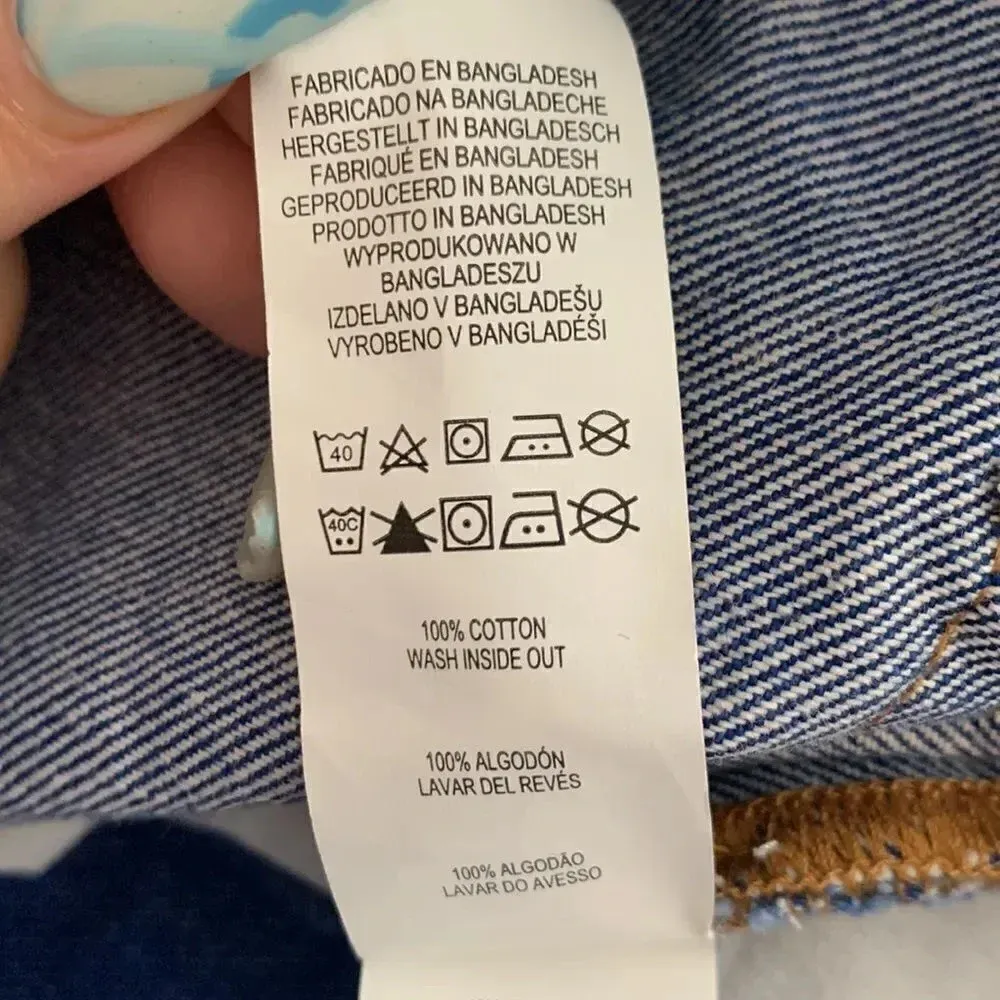 FABRICADO EN BANGLADESH
FABRICADO NA BANGLADECHE
HERGESTELLT IN BANGLADESCH
FABRIQUÉ EN BANGLADESH
GEPRODUCEERD IN BANGLADESH
PRODOTTO IN BANGLADESH
WYPRODUKOWANO W
BANGLADESZU
IZDELANO V BANGLADEŠU
VYROBENO V BANGLADÉŠI
40
40C
100% COTTON
WASH INSIDE OUT
100% ALGODÓN
LAVAR DEL REVÉS
100% ALGODÃO
LAVAR DO AVESSO